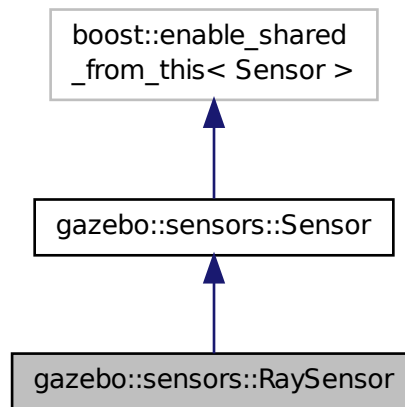 boost::enable_shared
_from_this< Sensor >
gazebo::sensors::Sensor
gazebo::sensors::RaySensor